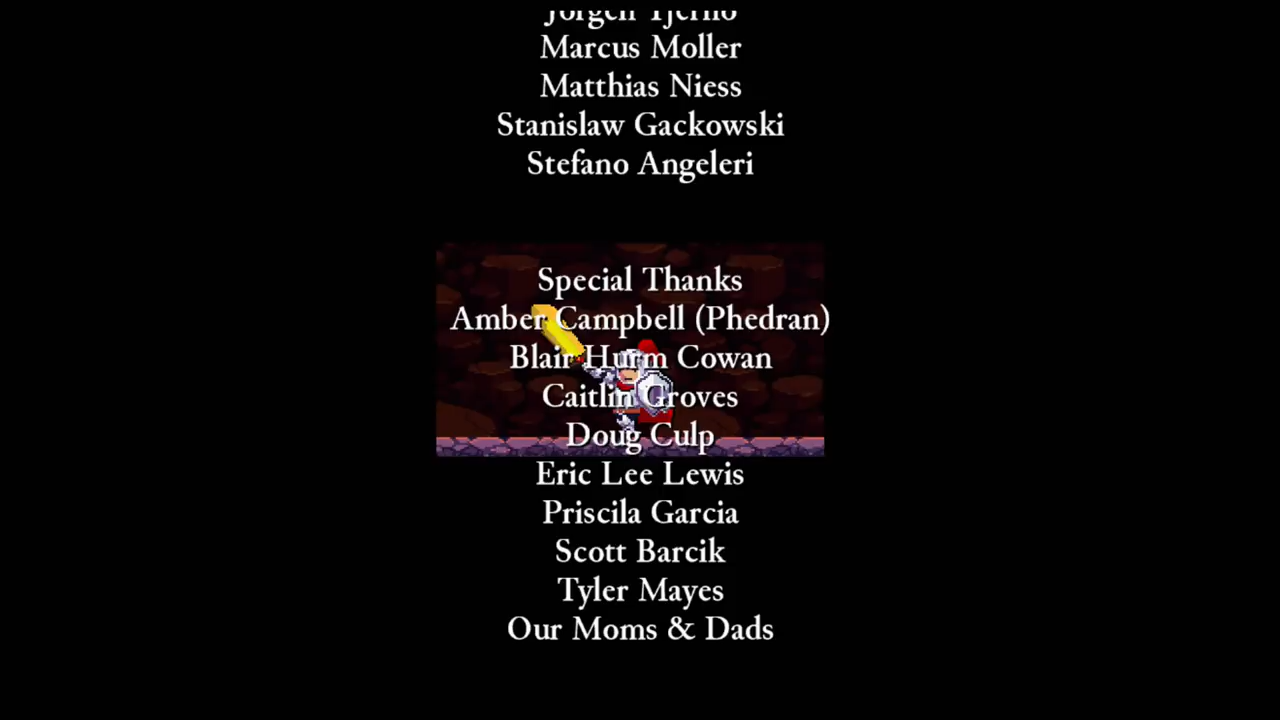 Marcus Moller
Matthias Niess
Stanislaw Gackowski
Stefano Angeleri
Special Thanks
Amber Campbell (Phedran)
Blair Hurm Cowan
Caitlin Groves
Doug Culp
Eric Lee Lewis
Priscila Garcia
Scott Barcik
Tyler Mayes
Our Moms & Dads